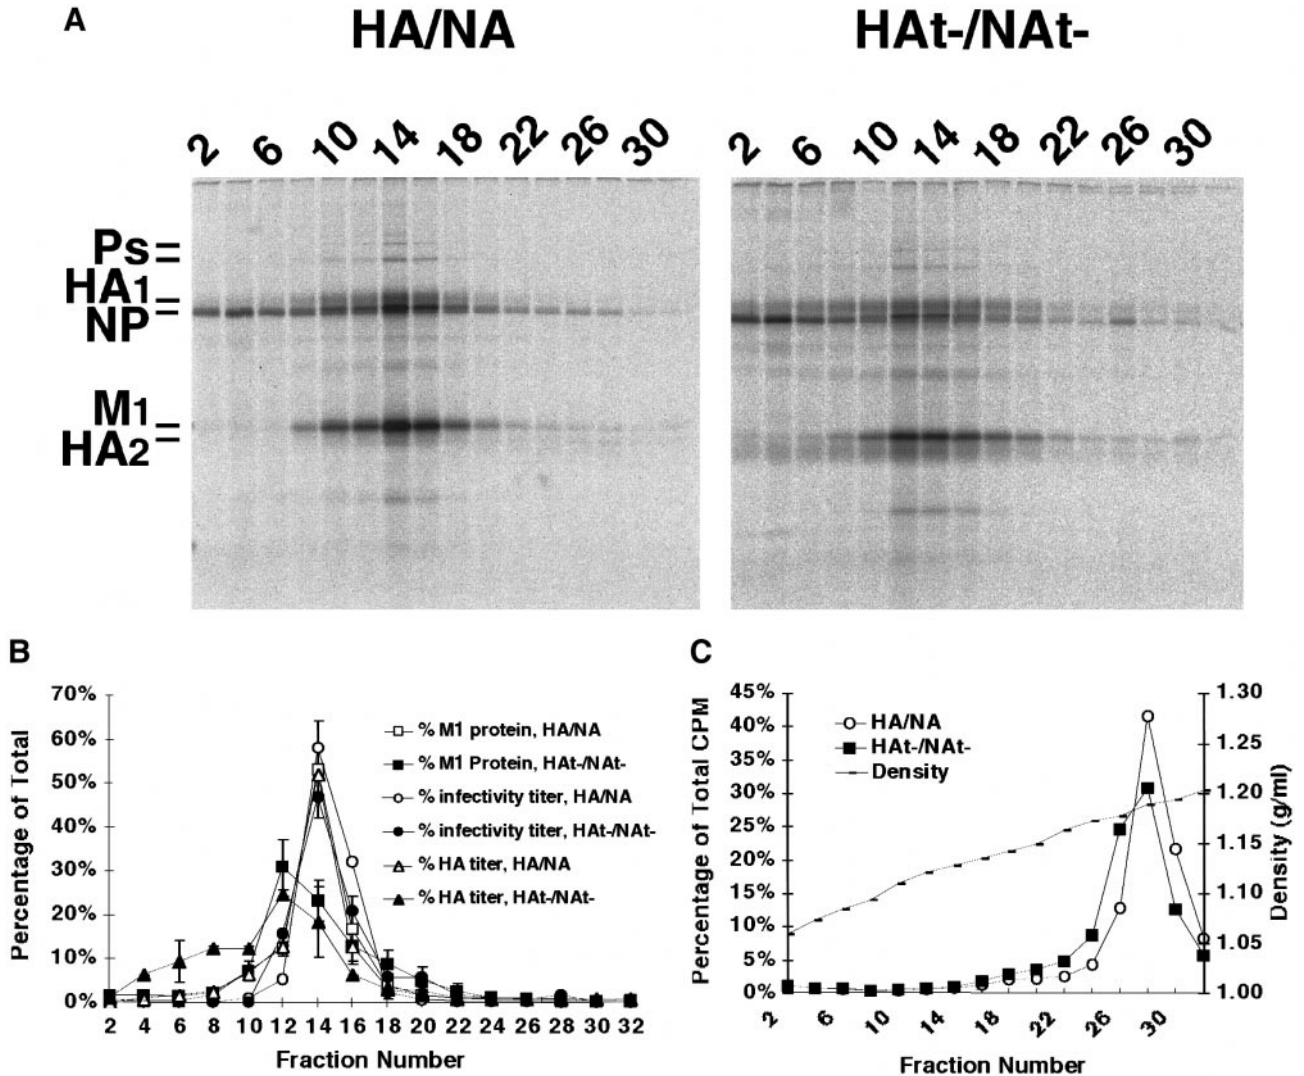 A
HA/NA
HAt-/NAt-
2 6 10 14 18 22 26 30
2 6 10 14 18 22 26 30
Ps
HA1
NP
M1
HA2
B
70%
60%
50%
40%
30%
20%
10%
0%
Percentage of Total
% M1 protein, HA/NA
% M1 Protein, HAt-/NAt-
% infectivity titer, HA/NA
% infectivity titer, HAt-/NAt-
% HA titer, HA/NA
% HA titer, HAt-/NAt-
2 4 6 8 10 12 14 16 18 20 22 24 26 28 30 32
Fraction Number
C
45%
40%
35%
30%
25%
20%
15%
10%
5%
0%
Percentage of Total CPM
HA/NA
HAt-/NAt-
Density
1.30
1.25
1.20
1.15
1.10
1.05
1.00
Density (g/ml)
2 6 10 14 18 22 26 30
Fraction Number